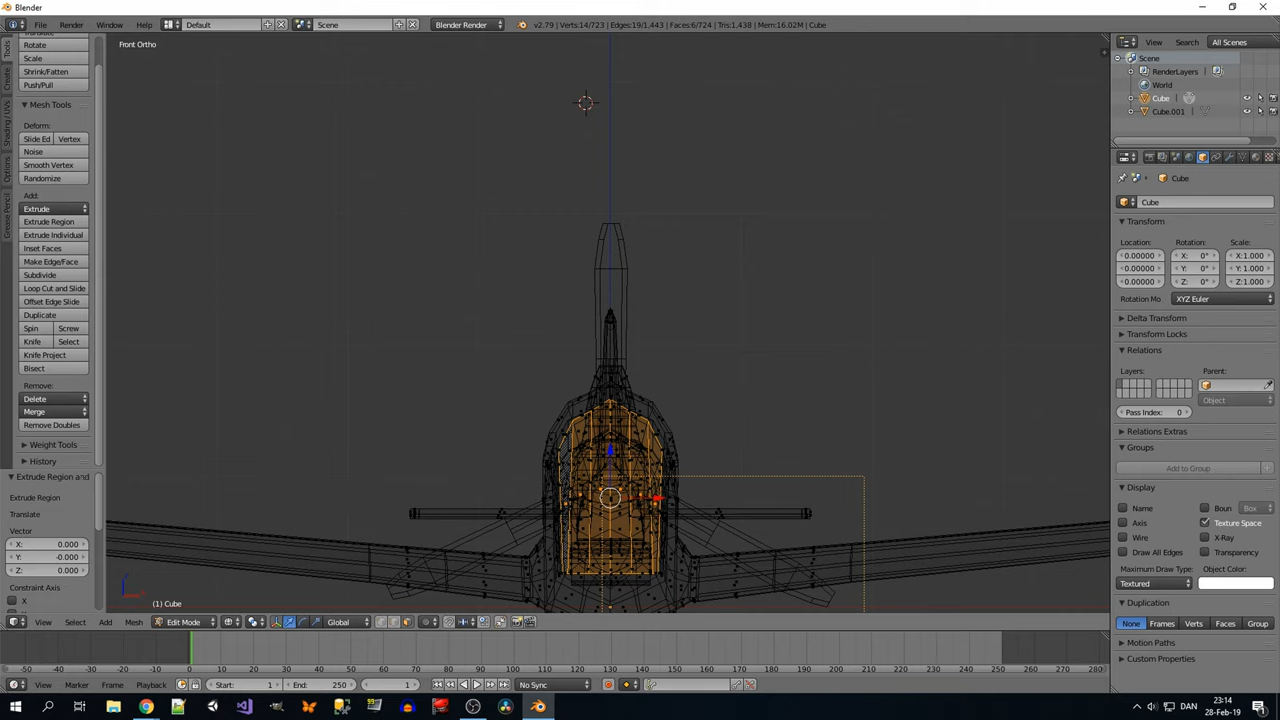 Blender
File Render Window Help Default Scene Blender Render v2.79 | Verts:14/723 | Edges:19/1,443 | Faces:6/724 | Tris:1,438 | Mem:16.02M | Cube
View Search All Scenes
Front Ortho
Rotate
Scale
Shrink/Fatten
Push/Pull
Mesh Tools
Deform:
Slide Ed Vertex
Noise
Smooth Vertex
Randomize
Add:
Extrude
Extrude Region
Extrude Individual
Inset Faces
Make Edge/Face
Subdivide
Loop Cut and Slide
Offset Edge Slide
Duplicate
Spin Screw
Knife Select
Knife Project
Bisect
Remove:
Delete
Merge
Remove Doubles
Weight Tools
History
Extrude Region and
Extrude Region
Translate
Vector
X: 0.000
Y: -0.000
Z: 0.000
Constraint Axis
X
Tools
Create
Shading / UVs
Options
Grease Pencil
(1) Cube
View Select Add Mesh Edit Mode Global
Scene
RenderLayers
World
Cube
Cube.001
Cube
Cube
Transform
Location: Rotation: Scale:
0.00000 X: 0° X:1.000
0.00000 Y: 0° Y:1.000
0.00000 Z: 0° Z:1.000
Rotation Mo XYZ Euler
Delta Transform
Transform Locks
Relations
Layers: Parent:
Object
Pass Index: 0
Relations Extras
Groups
Add to Group
Display
Name Boun Box
Axis Texture Space
Wire X-Ray
Draw All Edges Transparency
Maximum Draw Type: Object Color:
Textured
Duplication
None Frames Verts Faces Group
Motion Paths
Custom Properties
-50 -40 -30 -20 -10 0 10 20 30 40 50 60 70 80 90 100 110 120 130 140 150 160 170 180 190 200 210 220 230 240 250 260 270 280
View Marker Frame Playback Start: 1 End: 250 1 No Sync
DAN 23:14
28-Feb-19